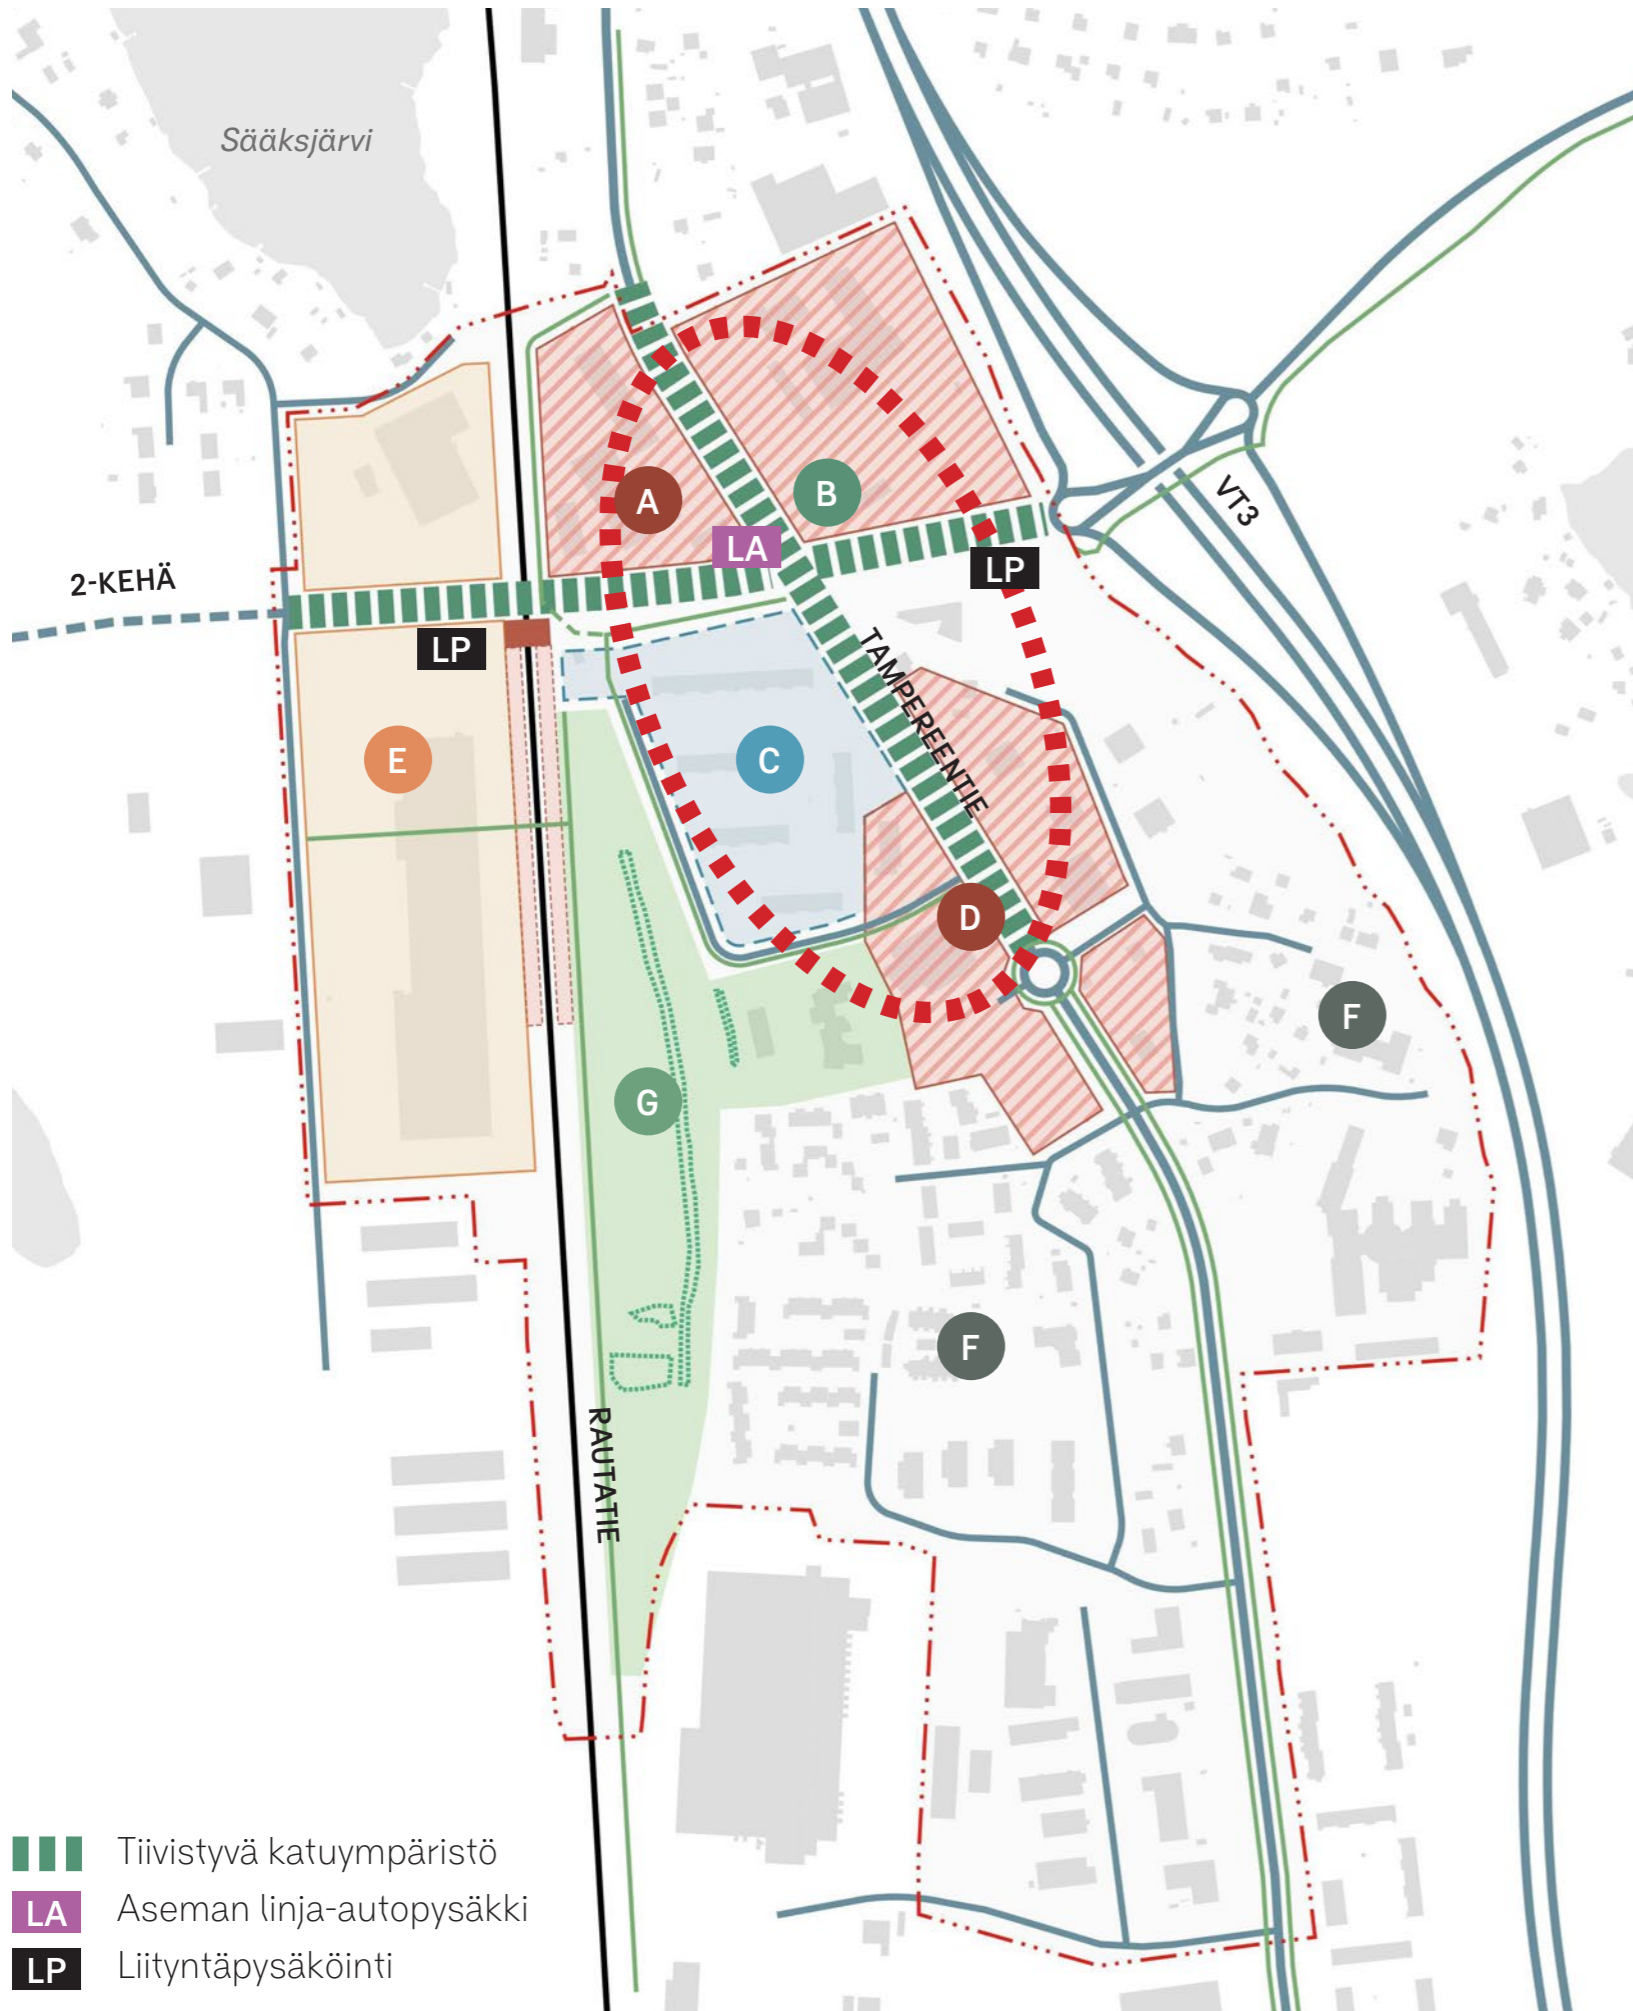 Sääksjärvi
VT3
A
B
LA
LP
2-KEHÄ
LP
TAMPEREENTIE
E
C
D
F
G
F
RAUTATIE
Tiivistyvä katuympäristö
LA Aseman linja-autopysäkki
LP Liityntäpysäköinti